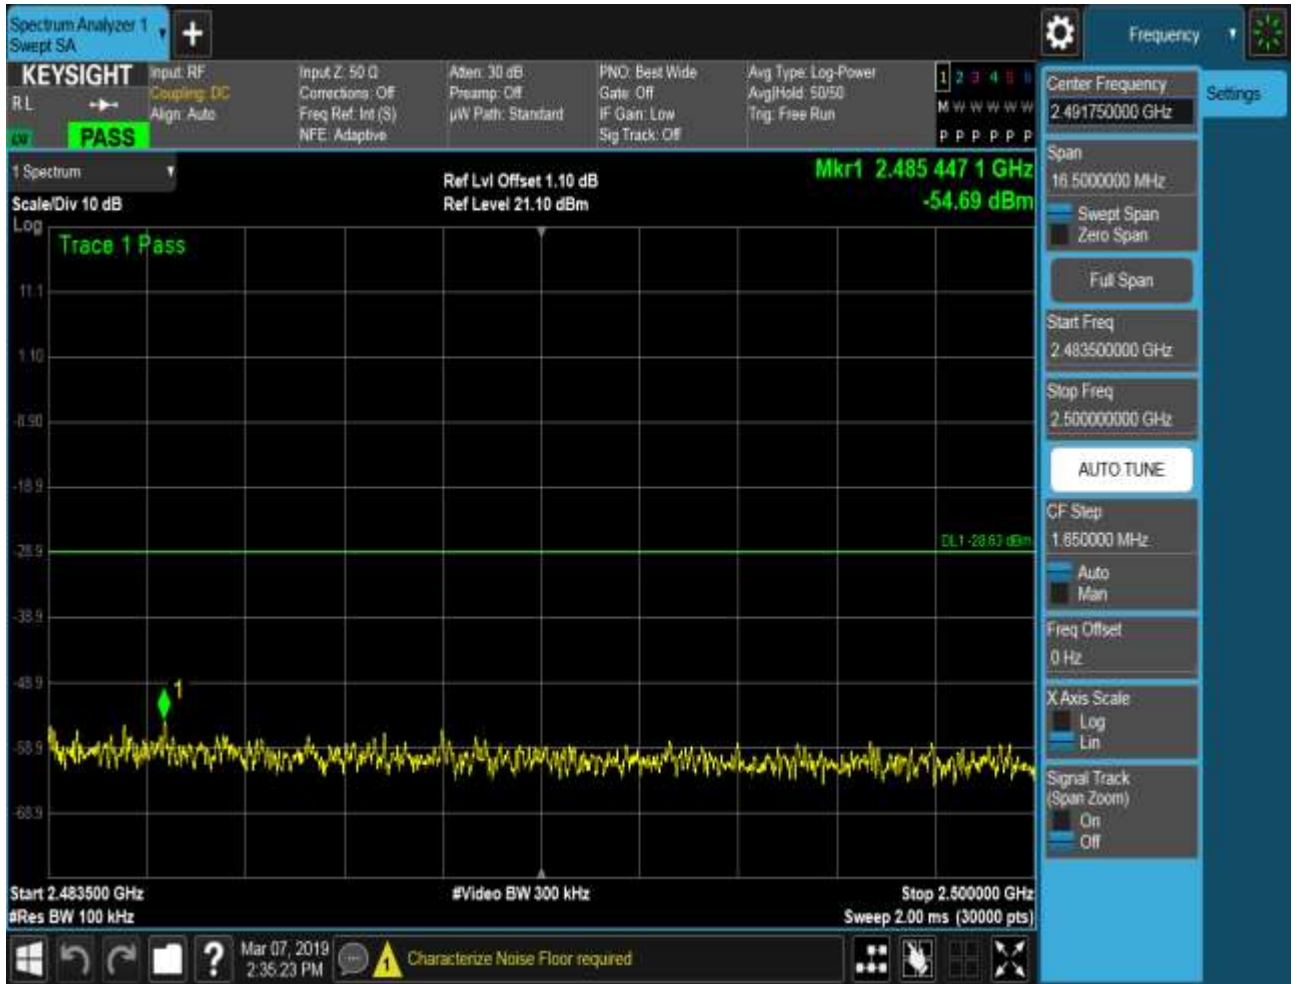 Spectrum Analyzer 1
Swept SA
Frequency
KEYSIGHT
R L
PASS
Input: RF
Coupling: DC
Align: Auto
Input Z: 50 Ω
Corrections: Off
Freq Ref: Int (S)
NFE: Adaptive
Atten: 30 dB
Preamp: Off
µW Path: Standard
PNO: Best Wide
Gate: Off
IF Gain: Low
Sig Track: Off
Avg Type: Log-Power
Avg|Hold: 50/50
Trig: Free Run
1 2 3 4 5 6
M W W W W W
P P P P P P
1 Spectrum
Scale/Div 10 dB
Log
Ref Lvl Offset 1.10 dB
Ref Level 21.10 dBm
Mkr1 2.485 447 1 GHz
-54.69 dBm
Trace 1 Pass
11.1
1.10
-8.90
-18.9
-28.9
-38.9
-48.9
-58.9
-68.9
DL1 -28.63 dBm
1
Start 2.483500 GHz
#Res BW 100 kHz
#Video BW 300 kHz
Stop 2.500000 GHz
Sweep 2.00 ms (30000 pts)
Center Frequency
2.491750000 GHz
Settings
Span
16.5000000 MHz
Swept Span
Zero Span
Full Span
Start Freq
2.483500000 GHz
Stop Freq
2.500000000 GHz
AUTO TUNE
CF Step
1.650000 MHz
Auto
Man
Freq Offset
0 Hz
X Axis Scale
Log
Lin
Signal Track
(Span Zoom)
On
Off
?
Mar 07, 2019
2:35:23 PM
1
Characterize Noise Floor required